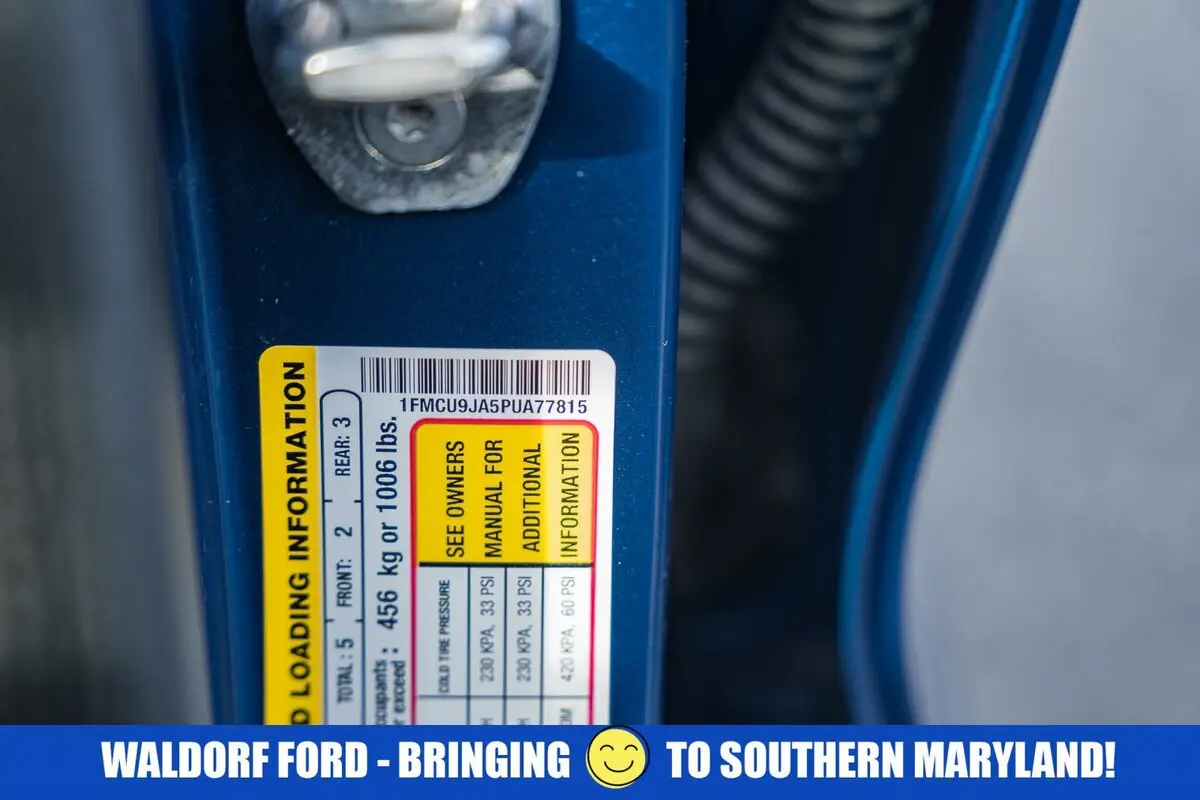 1FMCU9JA5PUA77815
LOADING INFORMATION
TOTAL: 5 FRONT: 2 REAR: 3
456 kg or 1006 lbs.
SEE OWNERS
MANUAL FOR
ADDITIONAL
INFORMATION
COLD TIRE PRESSURE
230 KPA, 33 PSI
230 KPA, 33 PSI
420 KPA, 60 PSI
WALDORF FORD - BRINGING TO SOUTHERN MARYLAND!